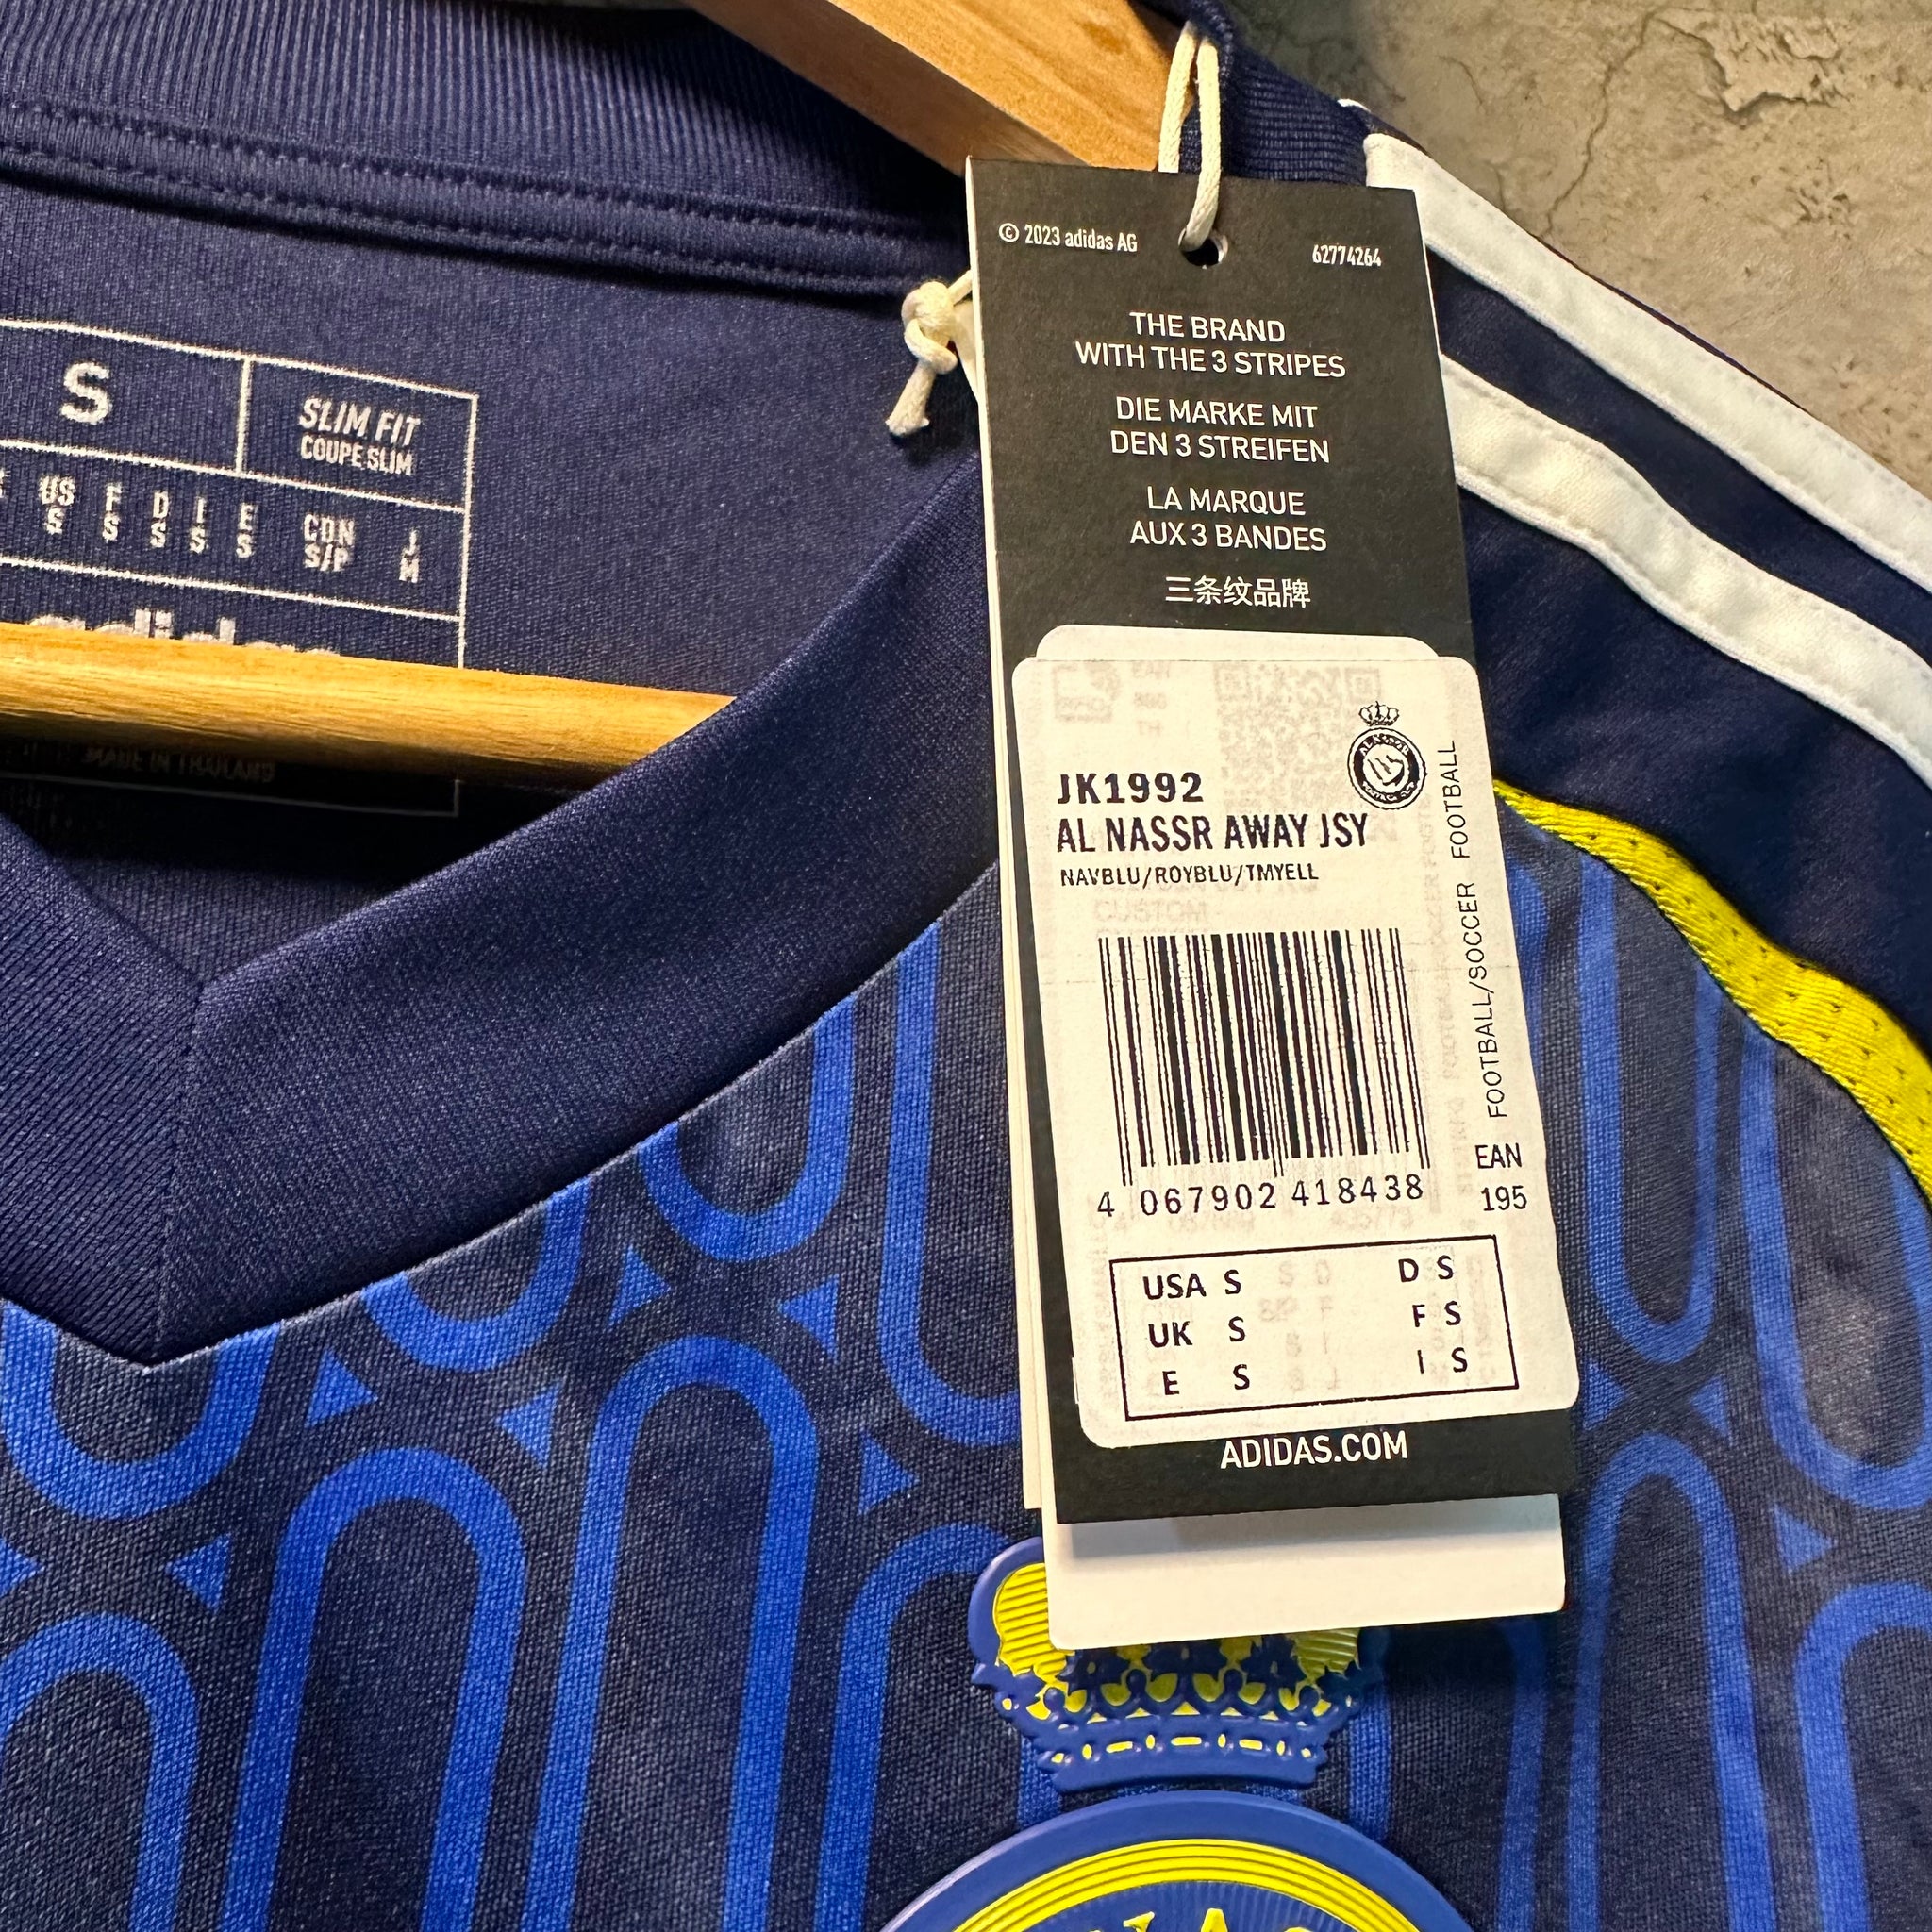 © 2023 adidas AG
62774264
THE BRAND
WITH THE 3 STRIPES
DIE MARKE MIT
DEN 3 STREIFEN
LA MARQUE
AUX 3 BANDES
三条纹品牌
S
SLIM FIT
COUPE SLIM
US F D I E CDN J
S S S S S S/P M
adidas
MADE IN THAILAND
JK1992
AL NASSR AWAY JSY
NAVBLU/ROYBLU/TMYELL
FOOTBALL/SOCCER FOOTBALL
CUSTOM
4 067902 418438
EAN
195
USA S D S
UK S F S
E S I S
ADIDAS.COM